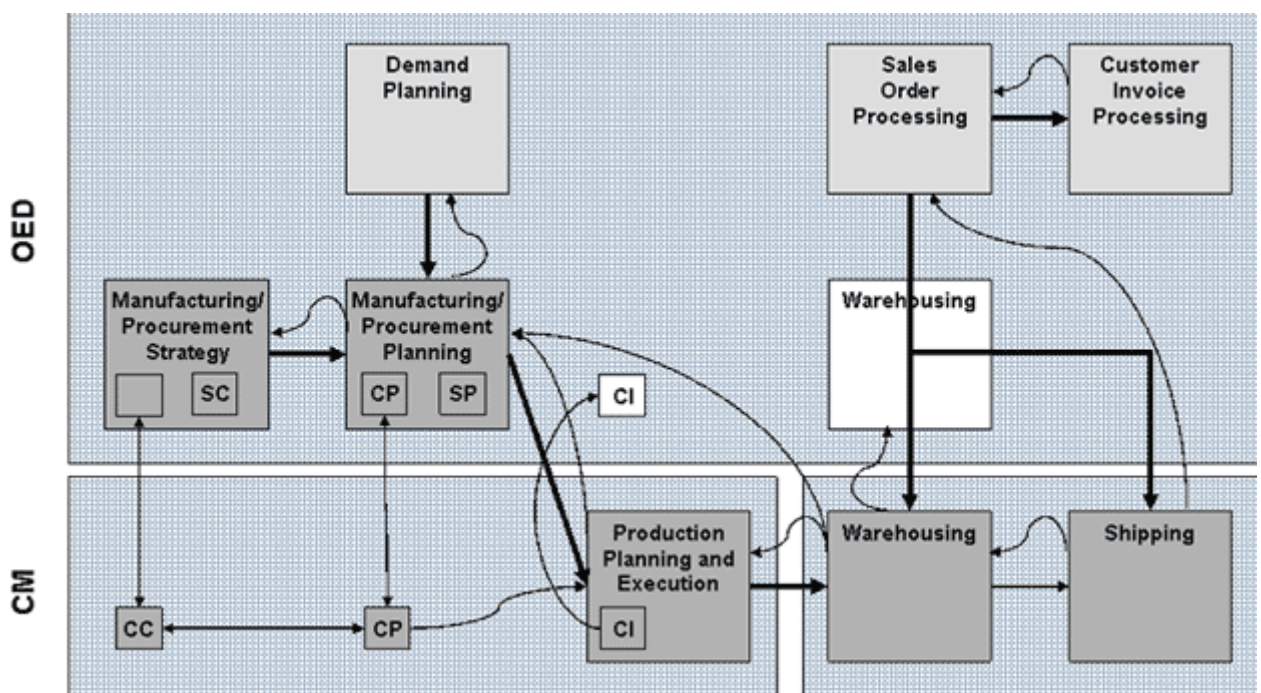 OED
Demand
Planning
Sales
Order
Processing
Customer
Invoice
Processing
Manufacturing/
Procurement
Strategy
SC
Manufacturing/
Procurement
Planning
CP
SP
CI
Warehousing
CM
CC
CP
Production
Planning and
Execution
CI
Warehousing
Shipping